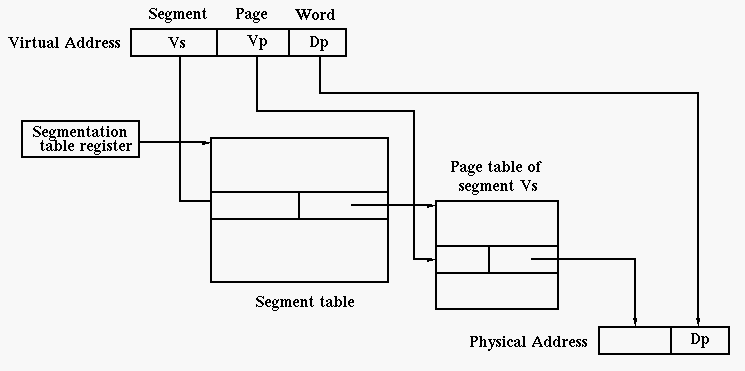 Segment Page Word
Virtual Address Vs Vp Dp
Segmentation
table register
Page table of
segment Vs
Segment table
Physical Address Dp